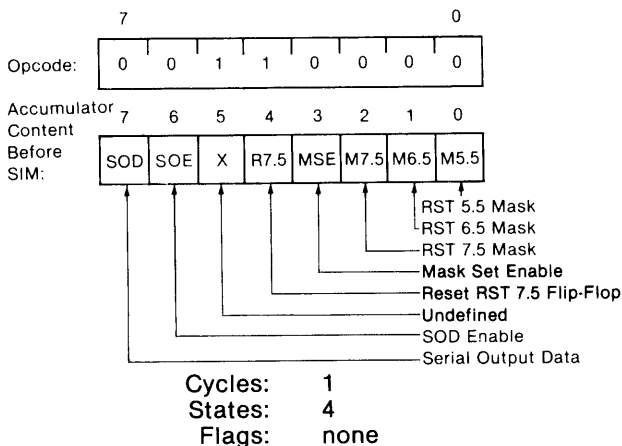 7 0
Opcode: 0 0 1 1 0 0 0 0
Accumulator 7 6 5 4 3 2 1 0
Content
Before
SIM: SOD SOE X R7.5 MSE M7.5 M6.5 M5.5
RST 5.5 Mask
RST 6.5 Mask
RST 7.5 Mask
Mask Set Enable
Reset RST 7.5 Flip-Flop
Undefined
SOD Enable
Serial Output Data
Cycles: 1
States: 4
Flags: none